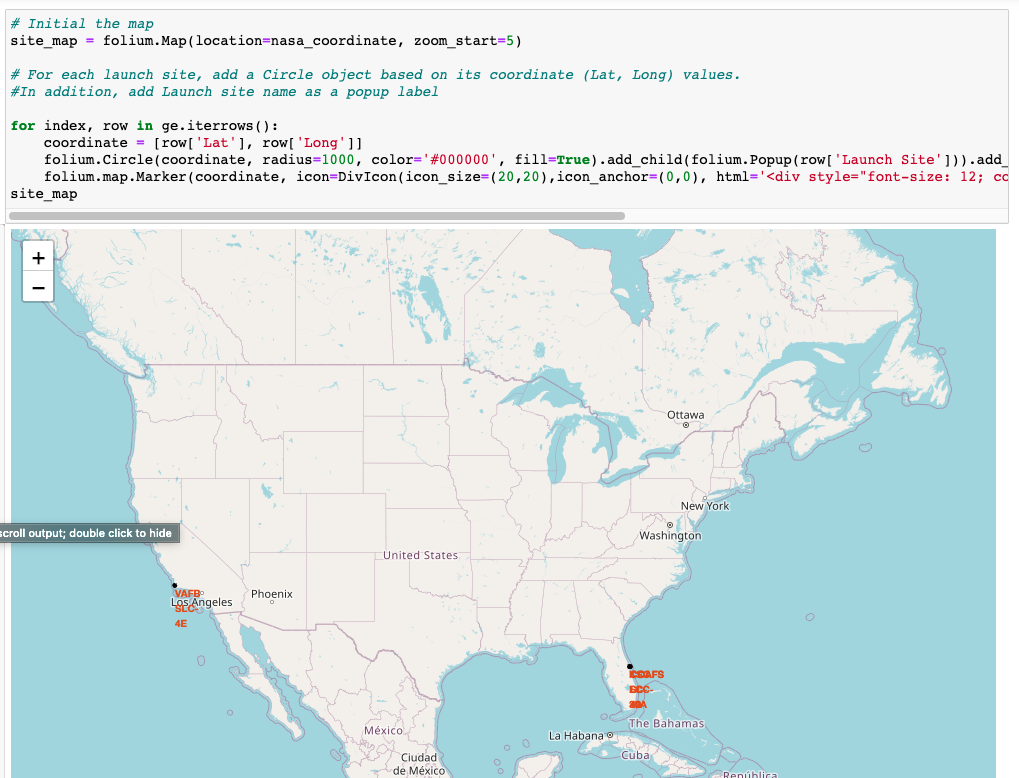 # Initial the map
site_map = folium.Map(location=nasa_coordinate, zoom_start=5)
# For each launch site, add a Circle object based on its coordinate (Lat, Long) values.
#In addition, add Launch site name as a popup label
for index, row in ge.iterrows():
    coordinate = [row['Lat'], row['Long']]
    folium.Circle(coordinate, radius=1000, color='#000000', fill=True).add_child(folium.Popup(row['Launch Site'])).add_
    folium.map.Marker(coordinate, icon=DivIcon(icon_size=(20,20),icon_anchor=(0,0), html='<div style="font-size: 12; co
site_map
+
−
Ottawa
New York
Washington
scroll output; double click to hide
United States
Phoenix
VAFB
Los Angeles
SLC-
4E
The Bahamas
México
La Habana
Cuba
Ciudad
de México
República